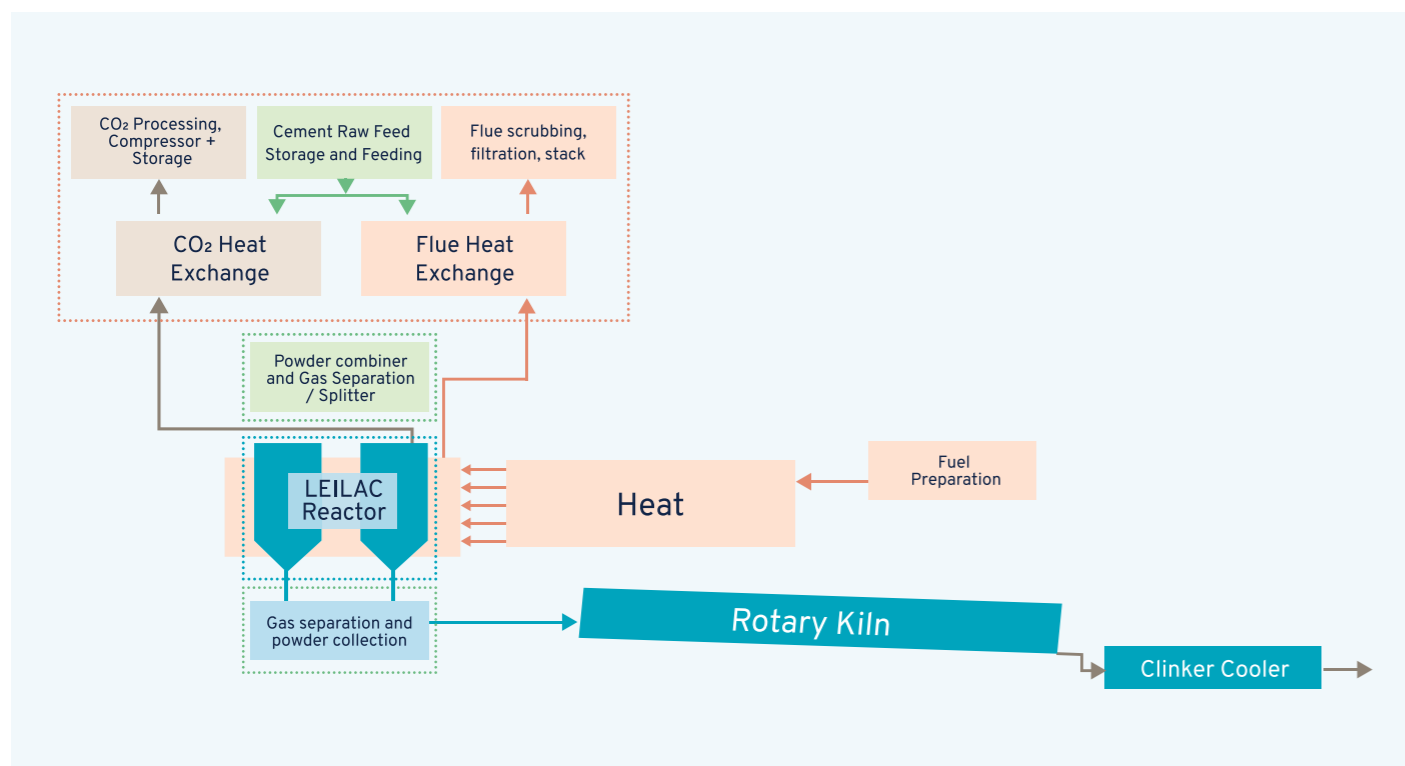 CO₂ Processing,
Compressor +
Storage
Cement Raw Feed
Storage and Feeding
Flue scrubbing,
filtration, stack
CO₂ Heat
Exchange
Flue Heat
Exchange
Powder combiner
and Gas Separation
/ Splitter
LEILAC
Reactor
Heat
Fuel
Preparation
Gas separation and
powder collection
Rotary Kiln
Clinker Cooler